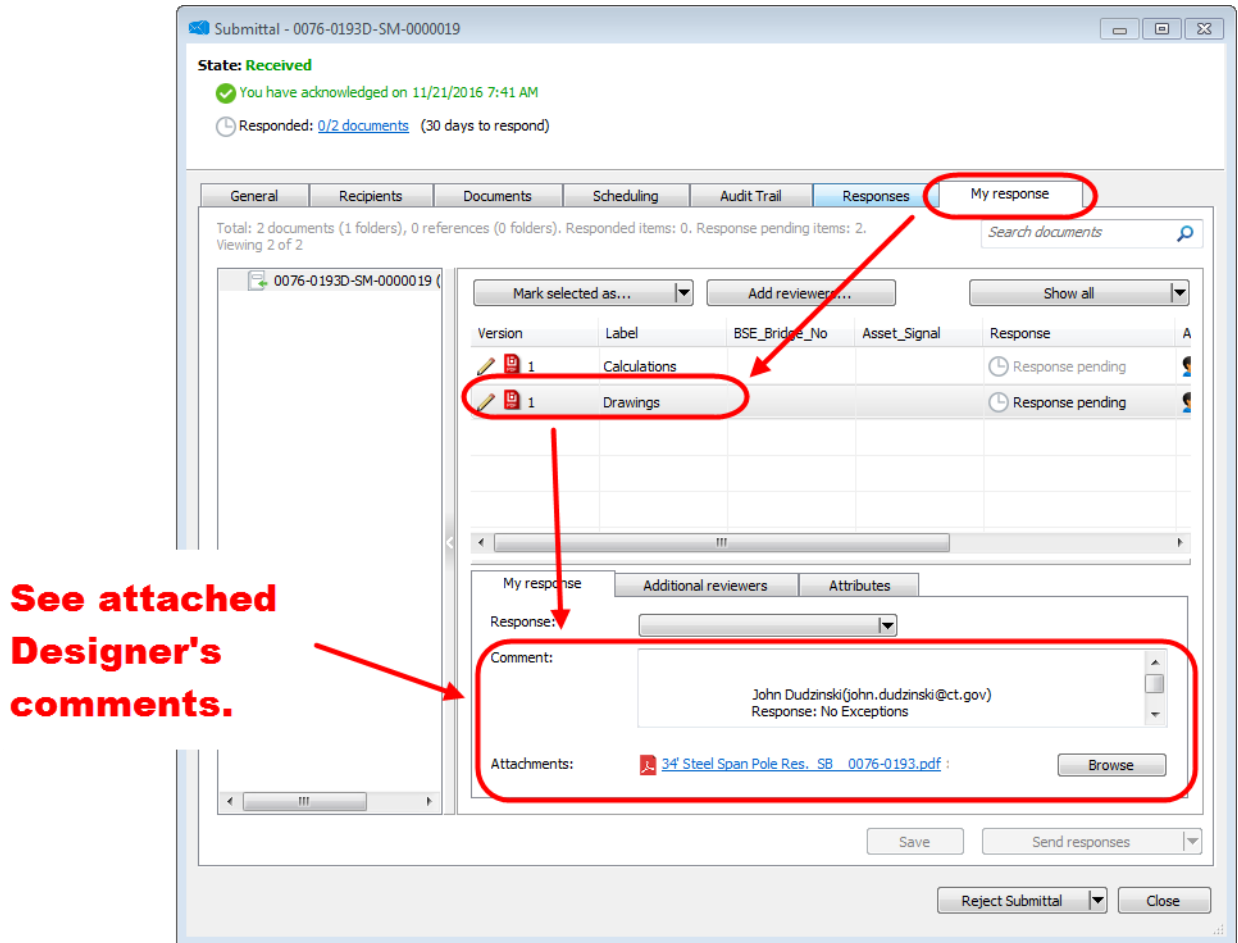 Submittal - 0076-0193D-SM-0000019
State: Received
You have acknowledged on 11/21/2016 7:41 AM
Responded: 0/2 documents (30 days to respond)
General Recipients Documents Scheduling Audit Trail Responses My response
Total: 2 documents (1 folders), 0 references (0 folders). Responded items: 0. Response pending items: 2.
Viewing 2 of 2
Search documents
0076-0193D-SM-0000019 (
Mark selected as... Add reviewers... Show all
Version Label BSE_Bridge_No Asset_Signal Response A
1 Calculations Response pending
1 Drawings Response pending
My response Additional reviewers Attributes
Response:
Comment:
John Dudzinski(john.dudzinski@ct.gov)
Response: No Exceptions
Attachments: 34' Steel Span Pole Res._SB__0076-0193.pdf : Browse
See attached
Designer's
comments.
Save Send responses
Reject Submittal Close